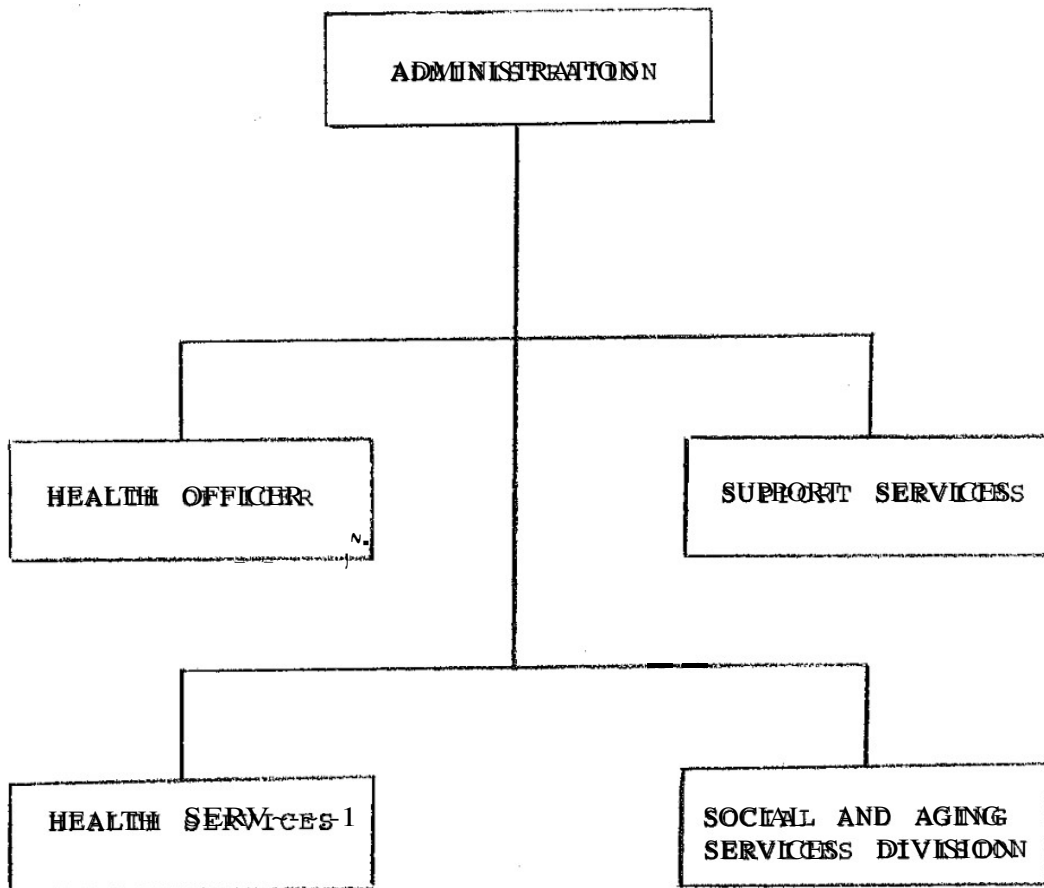 ADMINISTRATION
HEALTH OFFICER
SUPPORT SERVICES
HEALTH SERVICES
SOCIAL AND AGING
SERVICES DIVISION